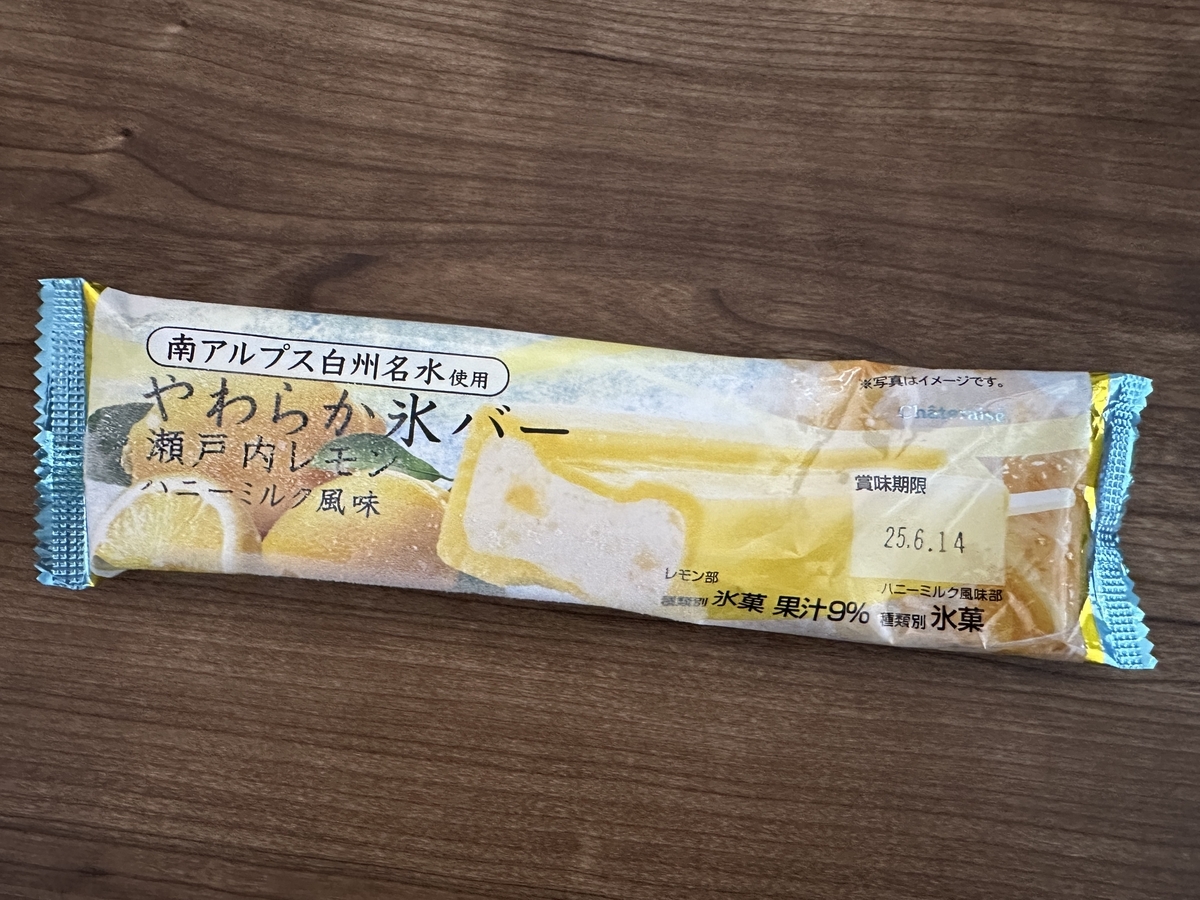 南アルプス白州名水使用
やわらか氷バー
瀬戸内レモン
ハニーミルク風味
※写真はイメージです。
Châteraisé
賞味期限
25.6.14
レモン部
種類別 氷菓 果汁9%
ハニーミルク風味部
種類別 氷菓